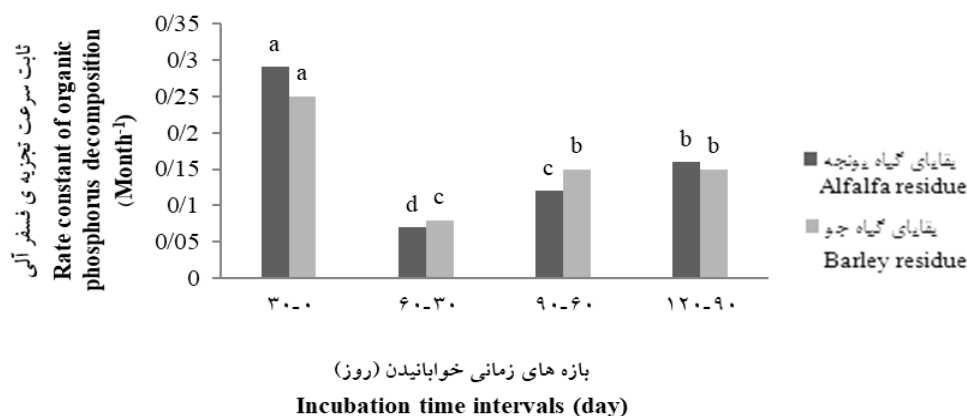 ثابت سرعت تجزیه ی فسفر آلی
Rate constant of organic
phosphorus decomposition
(Month-1)
0/35
0/3
0/25
0/2
0/15
0/1
0/05
0
a
a
d
c
c
b
b
b
۳۰-۰
۶۰-۳۰
۹۰-۶۰
۱۲۰-۹۰
بازه های زمانی خوابانیدن (روز)
Incubation time intervals (day)
بقایای گیاه یونجه
Alfalfa residue
بقایای گیاه جو
Barley residue